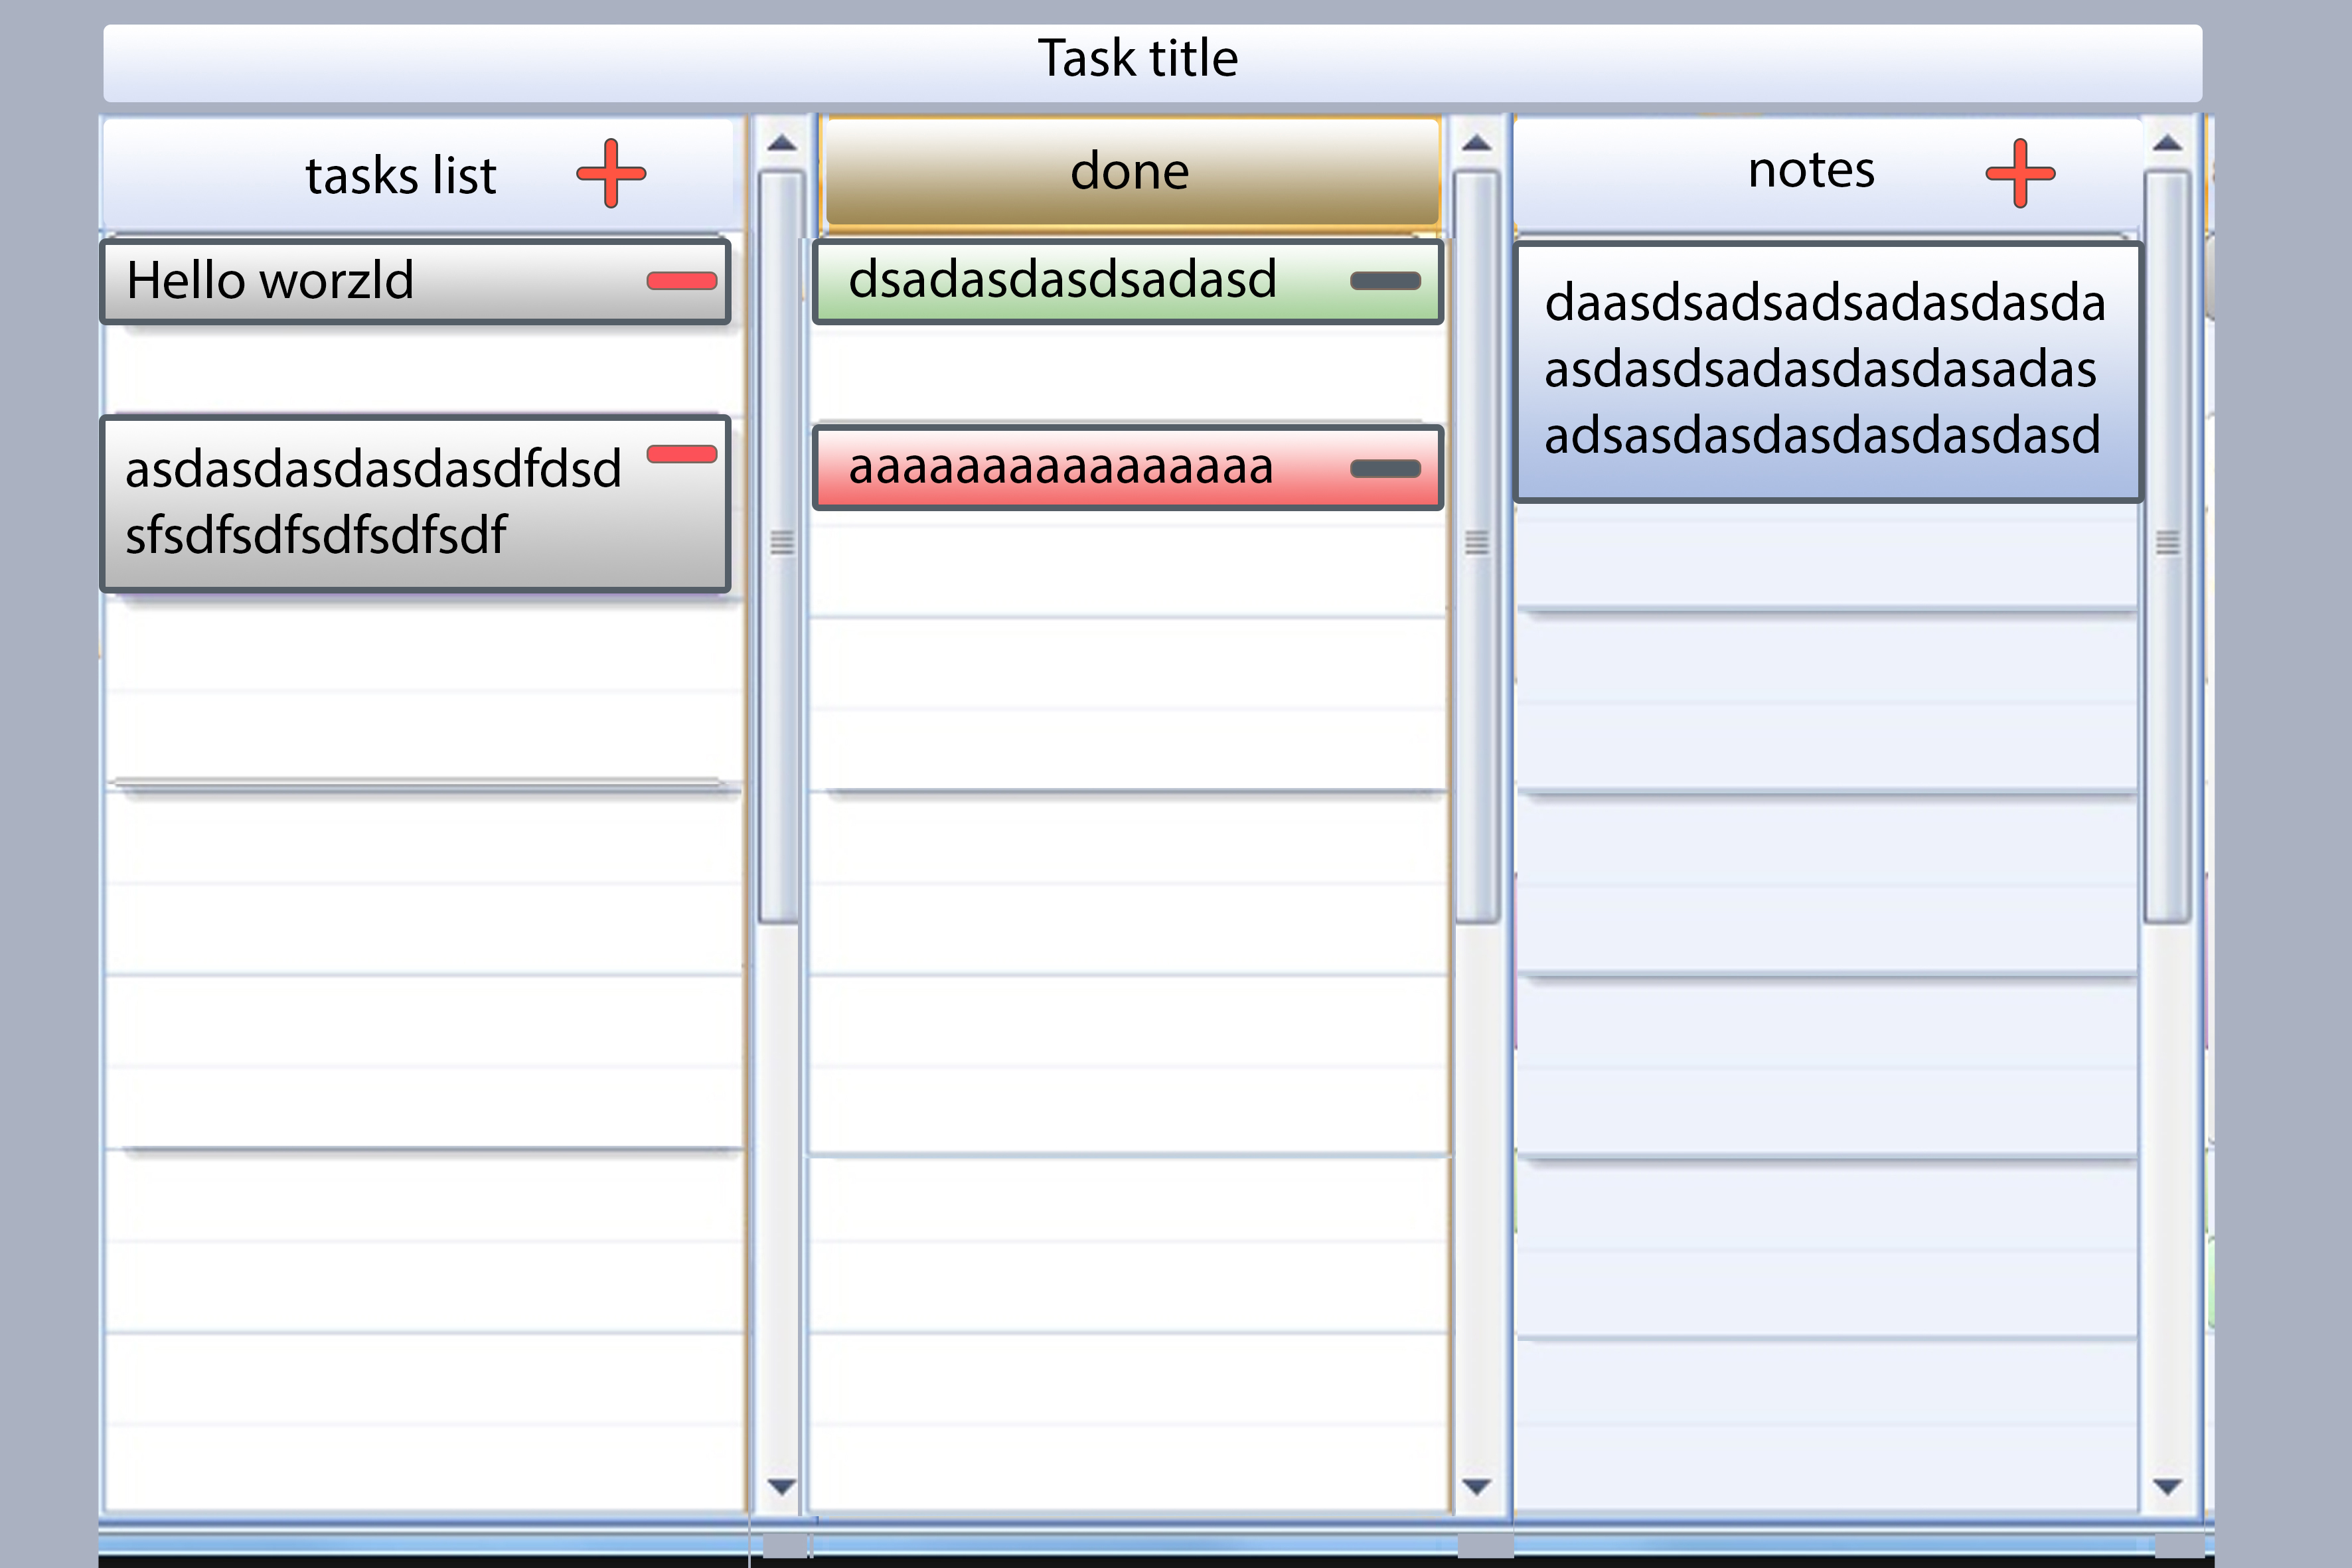 Task title
tasks list
done
notes
Hello worzld
asdasdasdasdasdfdsd
sfsdfsdfsdfsdfsdf
dsadasdasdsadasd
aaaaaaaaaaaaaaaa
daasdsadsadsadasdasda
asdasdsadasdasdasadas
adsasdasdasdasdasdasd